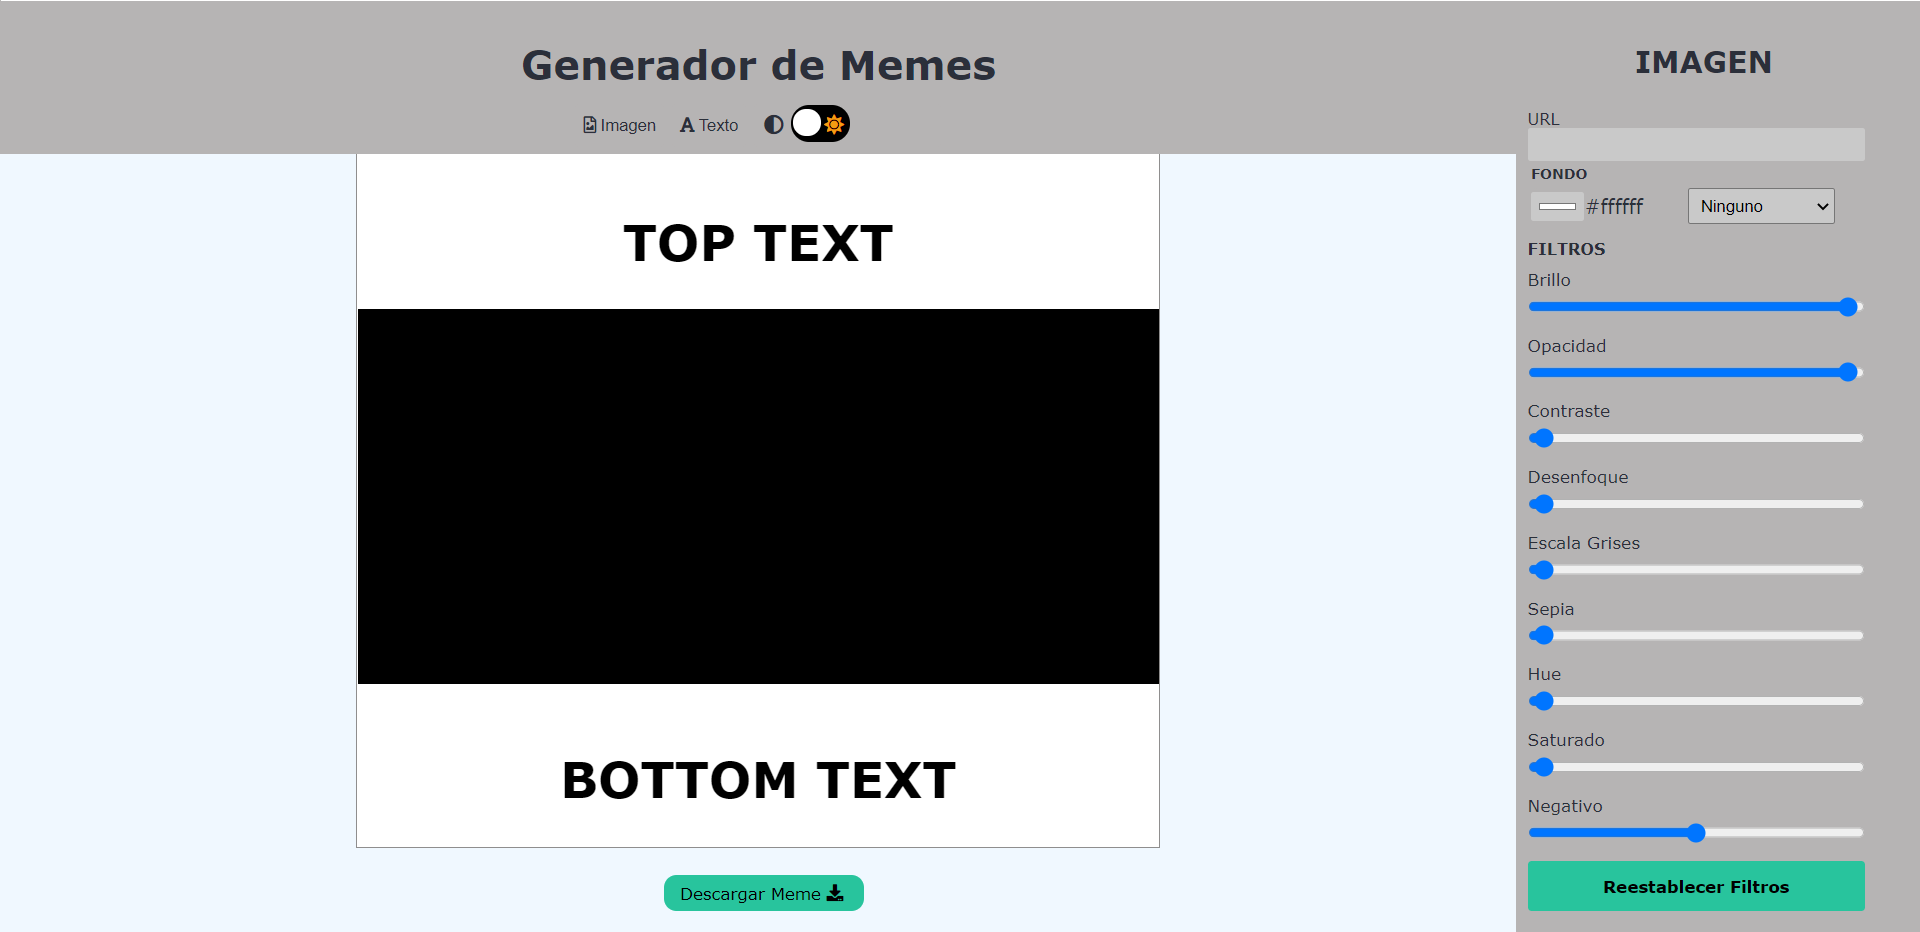 Generador de Memes
Imagen Texto
TOP TEXT
BOTTOM TEXT
Descargar Meme
IMAGEN
URL
FONDO
#ffffff Ninguno
FILTROS
Brillo
Opacidad
Contraste
Desenfoque
Escala Grises
Sepia
Hue
Saturado
Negativo
Reestablecer Filtros